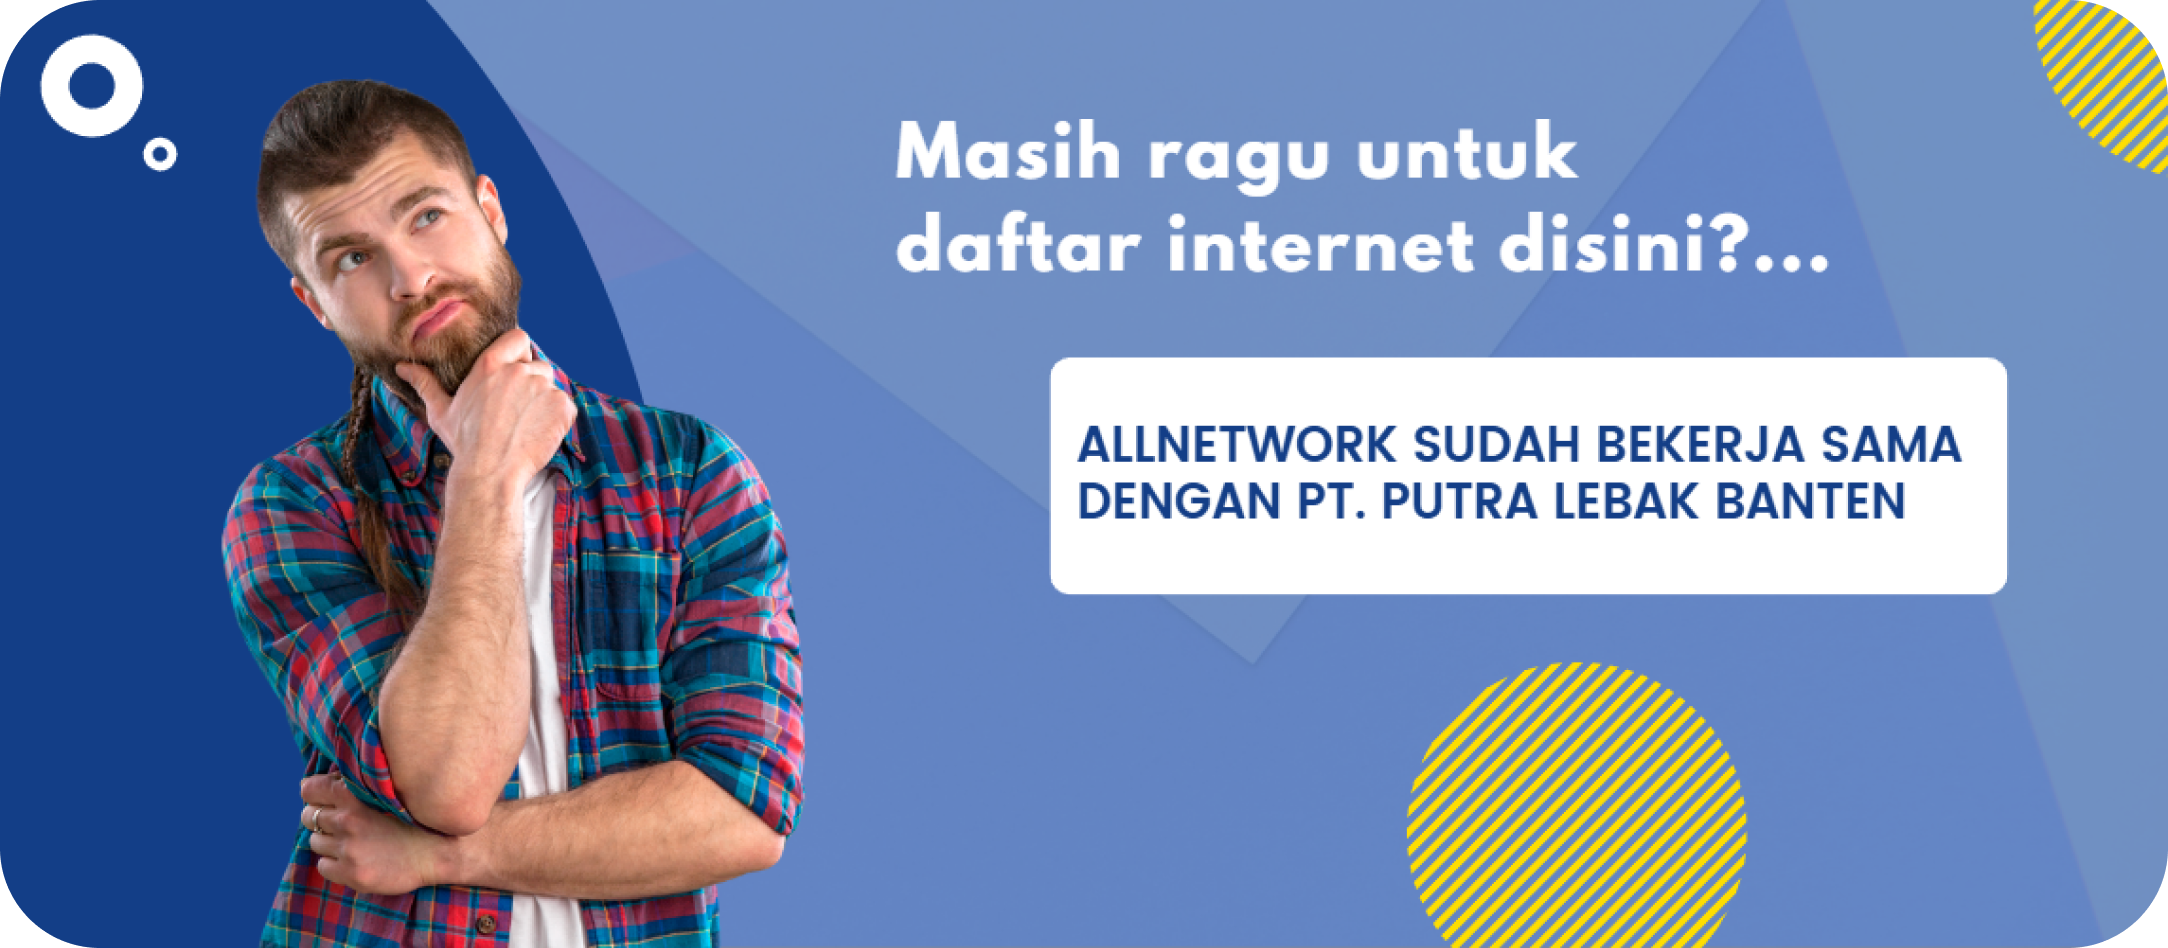 Masih ragu untuk
daftar internet disini?...
ALLNETWORK SUDAH BEKERJA SAMA
DENGAN PT. PUTRA LEBAK BANTEN